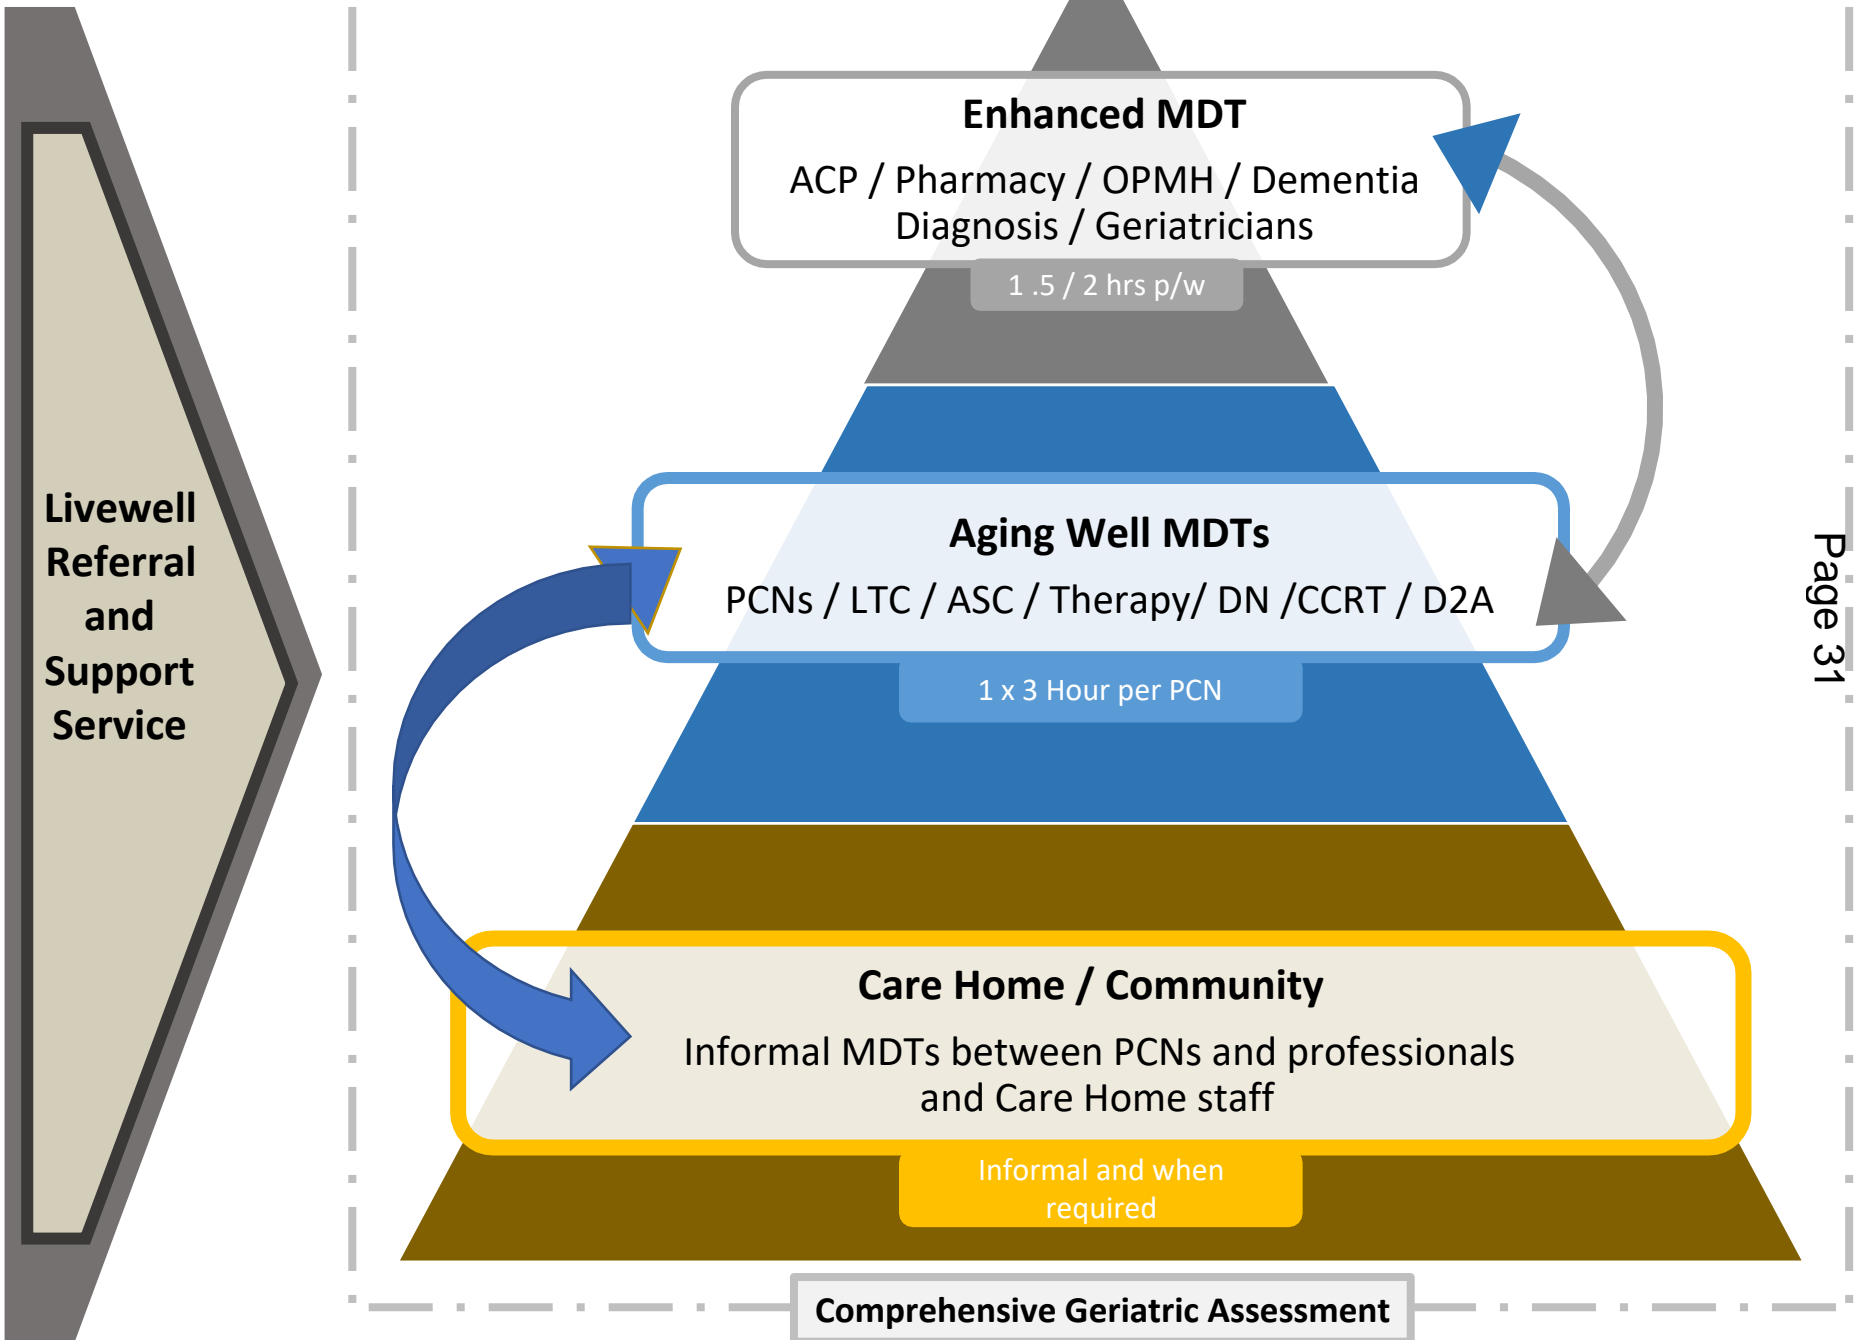 Livewell
Referral
and
Support
Service
Enhanced MDT
ACP / Pharmacy / OPMH / Dementia
Diagnosis / Geriatricians
1 .5 / 2 hrs p/w
Aging Well MDTs
PCNs / LTC / ASC / Therapy/ DN /CCRT / D2A
1 x 3 Hour per PCN
Care Home / Community
Informal MDTs between PCNs and professionals
and Care Home staff
Informal and when
required
Comprehensive Geriatric Assessment
Page 31